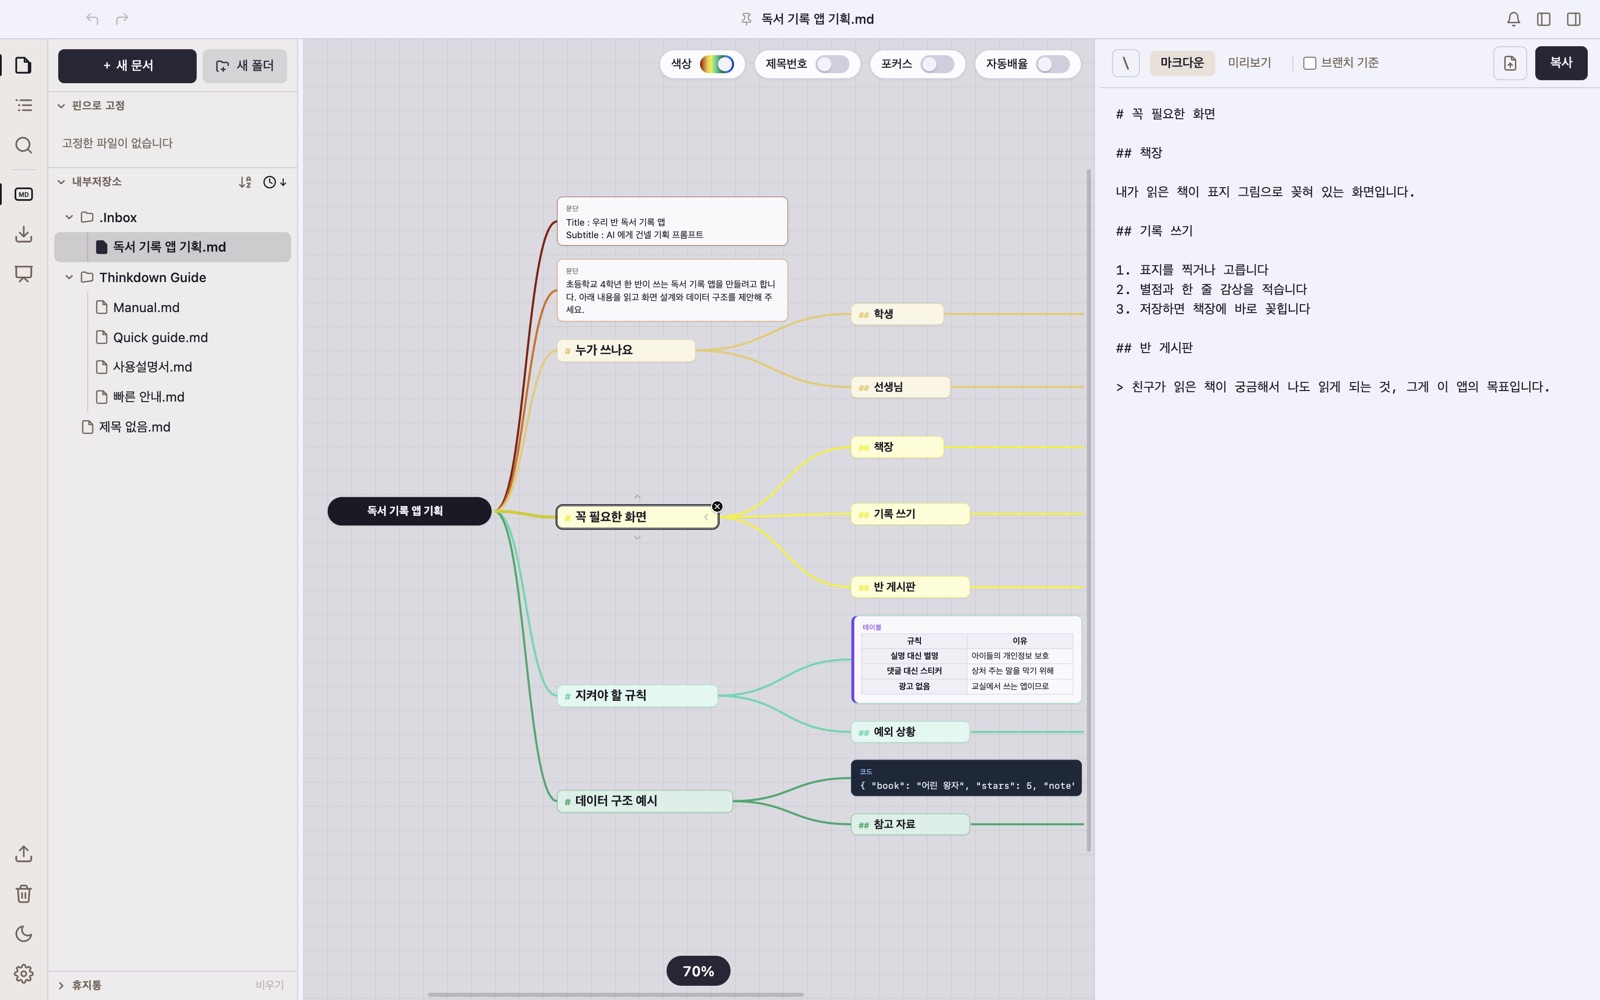 독서 기록 앱 기획.md
+ 새 문서
새 폴더
핀으로 고정
고정한 파일이 없습니다
내부저장소
.Inbox
독서 기록 앱 기획.md
Thinkdown Guide
Manual.md
Quick guide.md
사용설명서.md
빠른 안내.md
제목 없음.md
MD
휴지통
비우기
색상
제목번호
포커스
자동배율
독서 기록 앱 기획
문단
Title : 우리 반 독서 기록 앱
Subtitle : AI 에게 건넬 기획 프롬프트
문단
초등학교 4학년 한 반이 쓰는 독서 기록 앱을 만들려고 합니
다. 아래 내용을 읽고 화면 설계와 데이터 구조를 제안해 주
세요.
# 누가 쓰나요
## 학생
## 선생님
# 꼭 필요한 화면
## 책장
## 기록 쓰기
## 반 게시판
# 지켜야 할 규칙
테이블
규칙 이유
실명 대신 별명 아이들의 개인정보 보호
댓글 대신 스티커 상처 주는 말을 막기 위해
광고 없음 교실에서 쓰는 앱이므로
## 예외 상황
# 데이터 구조 예시
코드
{ "book": "어린 왕자", "stars": 5, "note"
## 참고 자료
70%
\
마크다운
미리보기
브랜치 기준
복사
# 꼭 필요한 화면
## 책장
내가 읽은 책이 표지 그림으로 꽂혀 있는 화면입니다.
## 기록 쓰기
1. 표지를 찍거나 고릅니다
2. 별점과 한 줄 감상을 적습니다
3. 저장하면 책장에 바로 꽂힙니다
## 반 게시판
> 친구가 읽은 책이 궁금해서 나도 읽게 되는 것, 그게 이 앱의 목표입니다.